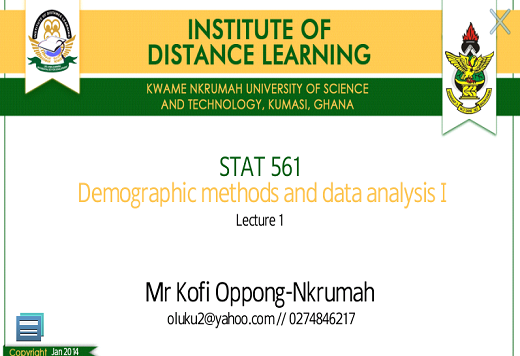 INSTITUTE OF
DISTANCE LEARNING
KWAME NKRUMAH UNIVERSITY OF SCIENCE
AND TECHNOLOGY, KUMASI, GHANA
STAT 561
Demographic methods and data analysis I
Lecture 1
Mr Kofi Oppong-Nkrumah
oluku2@yahoo.com // 0274846217
Copyright Jan 2014